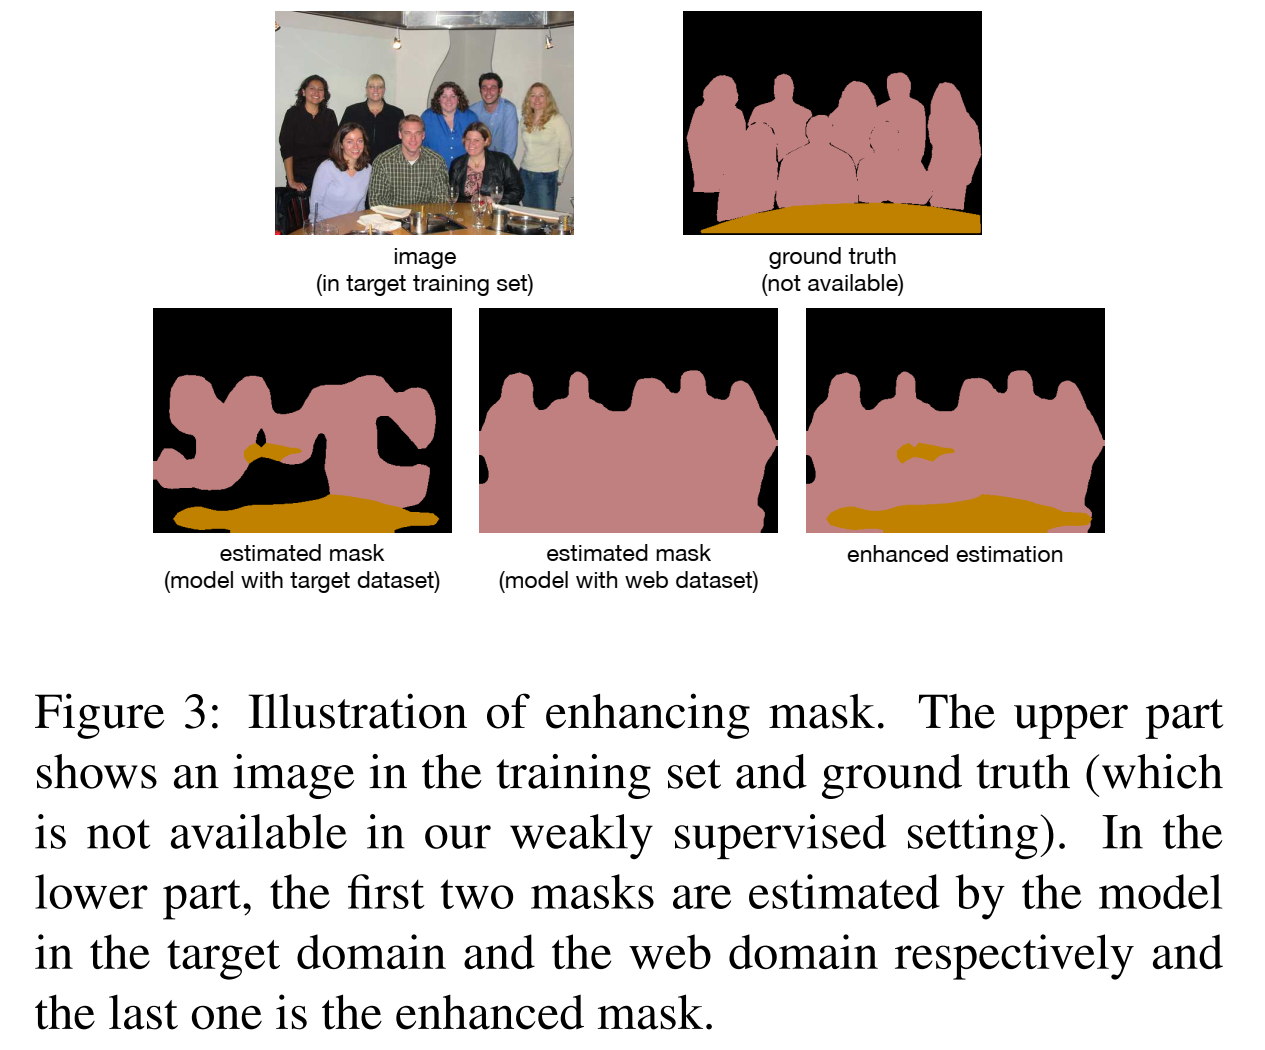 image
(in target training set)
ground truth
(not available)
estimated mask
(model with target dataset)
estimated mask
(model with web dataset)
enhanced estimation
Figure 3: Illustration of enhancing mask. The upper part
shows an image in the training set and ground truth (which
is not available in our weakly supervised setting). In the
lower part, the first two masks are estimated by the model
in the target domain and the web domain respectively and
the last one is the enhanced mask.